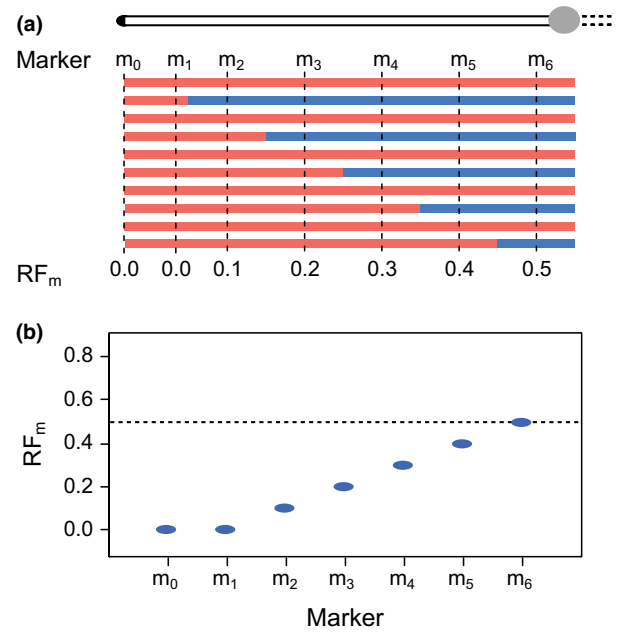 (a)
Marker m₀ m₁ m₂ m₃ m₄ m₅ m₆
RFₘ 0.0 0.0 0.1 0.2 0.3 0.4 0.5
(b)
RFₘ
0.8
0.6
0.4
0.2
0.0
m₀ m₁ m₂ m₃ m₄ m₅ m₆
Marker